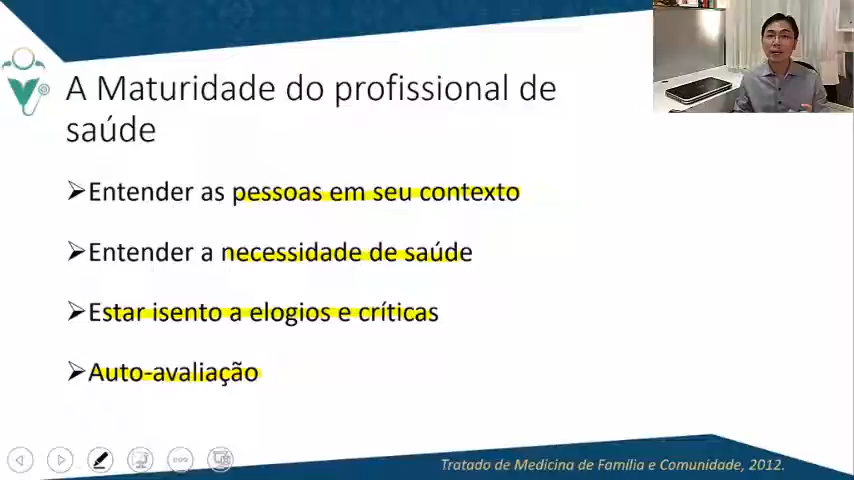 A Maturidade do profissional de
saúde
➢Entender as pessoas em seu contexto
➢Entender a necessidade de saúde
➢Estar isento a elogios e críticas
➢Auto-avaliação
Tratado de Medicina de Família e Comunidade, 2012.